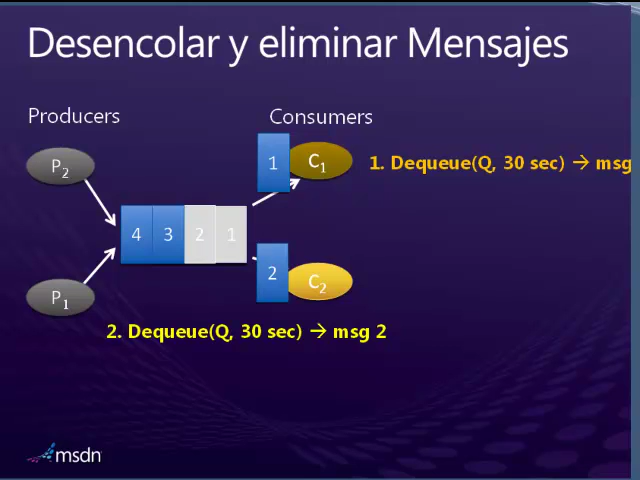 Desencolar y eliminar Mensajes
Producers
Consumers
P2
1
C1
1. Dequeue(Q, 30 sec) → msg
4 3 2 1
2
C2
P1
2. Dequeue(Q, 30 sec) → msg 2
msdn